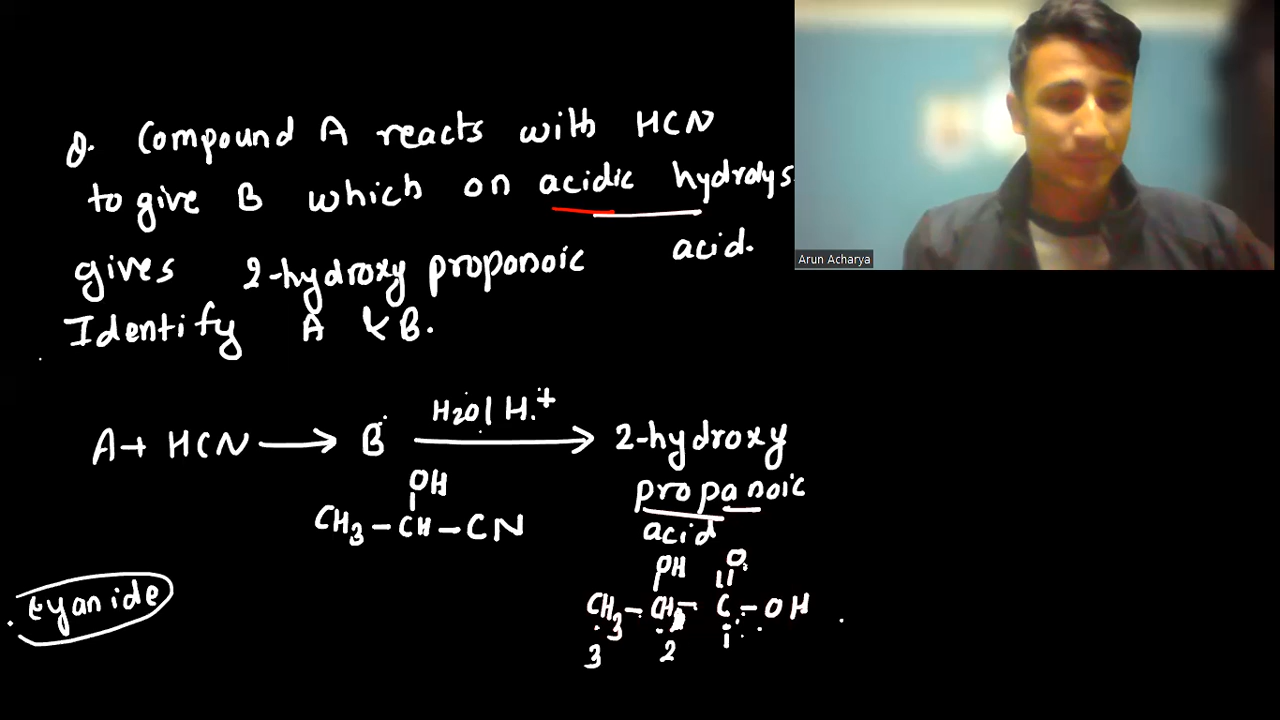 Q. Compound A reacts with HCN
to give B which on acidic hydrolys
gives 2-hydroxy propanoic acid.
Identify A & B.
A + HCN → B H2O/H+ → 2-hydroxy
propanoic
acid
OH
CH3-CH-CN
OH O
CH3-CH-C-OH
3 2 1
cyanide
Arun Acharya